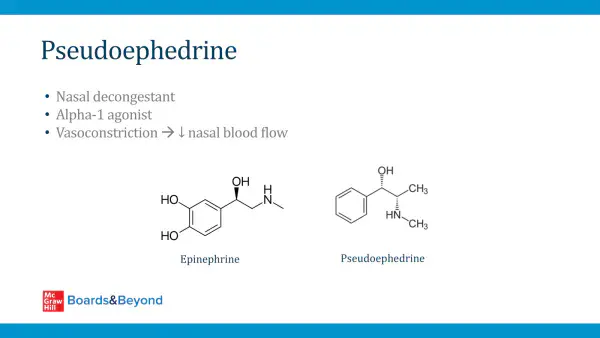 Pseudoephedrine
• Nasal decongestant
• Alpha-1 agonist
• Vasoconstriction → ↓ nasal blood flow
OH
H
N
HO
HO
OH
CH3
HN
CH3
Epinephrine
Pseudoephedrine
Mc
Graw
Hill
Boards&Beyond